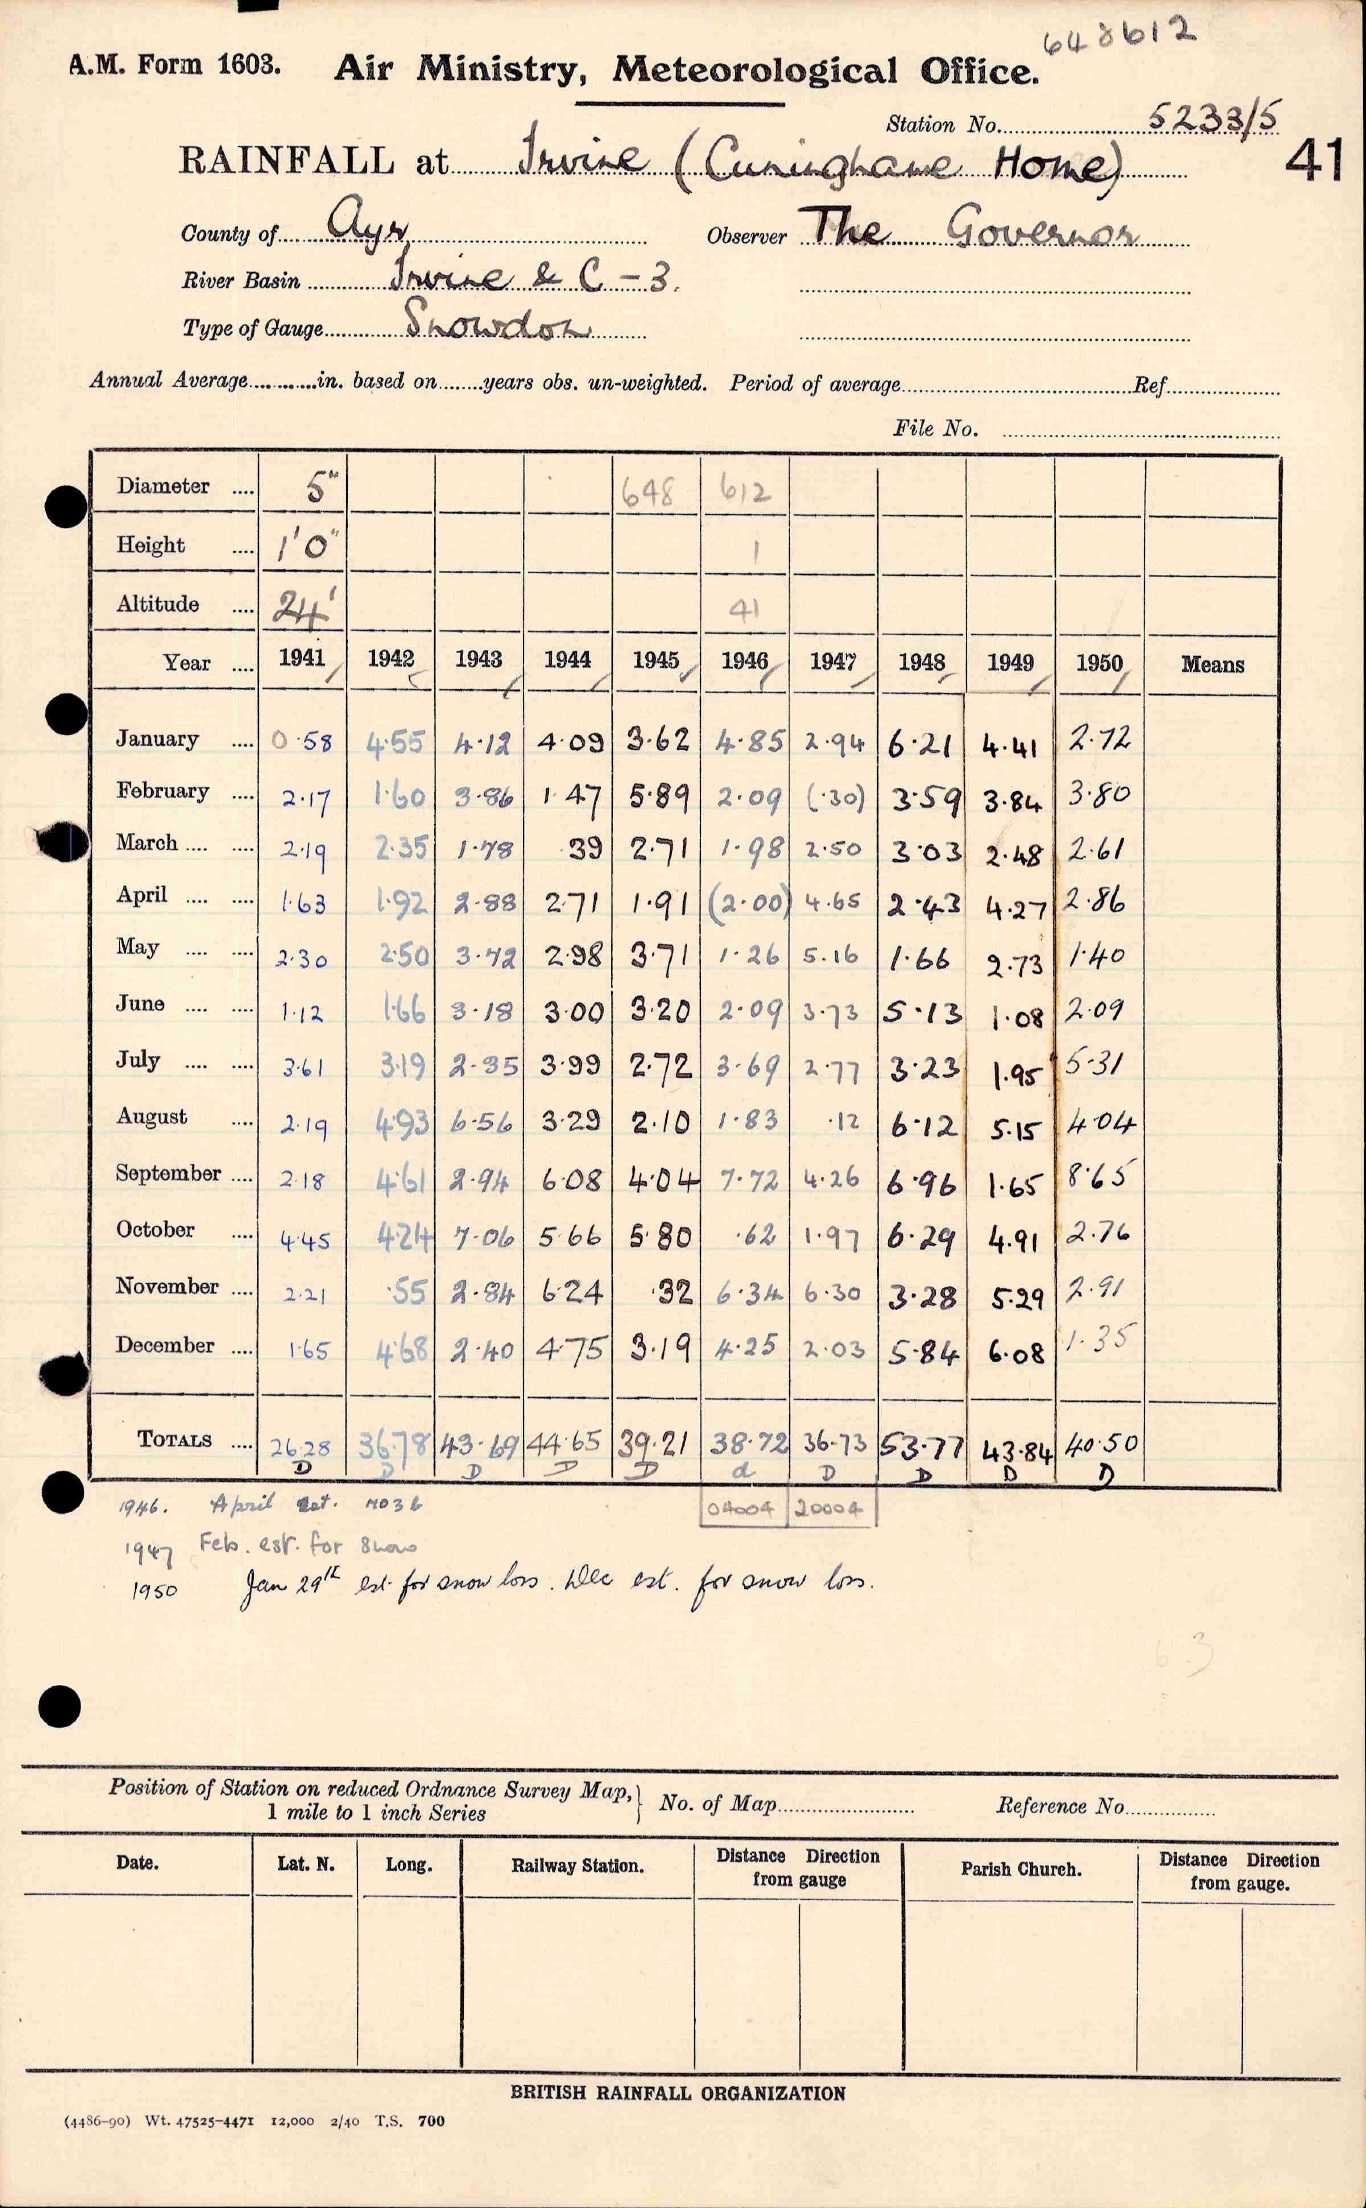 648612
A.M. Form 1603. Air Ministry, Meteorological Office.
Station No. 5233/5
RAINFALL at Irvine (Cuninghame Home) 41
County of Ayr Observer The Governor
River Basin Irvine & C - 3.
Type of Gauge Snowdon
Annual Average in. based on years obs. un-weighted. Period of average Ref
File No.
Diameter .... 5" 648 612
Height .... 1'0" 1
Altitude .... 24' 41
Year .... 1941 1942 1943 1944 1945 1946 1947 1948 1949 1950 Means
January .... 0.58 4.55 4.12 4.09 3.62 4.85 2.94 6.21 4.41 2.72
February .... 2.17 1.60 3.86 1.47 5.89 2.09 (.30) 3.59 3.84 3.80
March .... .... 2.19 2.35 1.78 .39 2.71 1.98 2.50 3.03 2.48 2.61
April .... .... 1.63 1.92 2.88 2.71 1.91 (2.00) 4.65 2.43 4.27 2.86
May .... .... 2.30 2.50 3.72 2.98 3.71 1.26 5.16 1.66 2.73 1.40
June .... .... 1.12 1.66 3.18 3.00 3.20 2.09 3.73 5.13 1.08 2.09
July .... .... 3.61 3.19 2.35 3.99 2.72 3.69 2.77 3.23 1.95 5.31
August .... 2.19 4.93 6.56 3.29 2.10 1.83 .12 6.12 5.15 4.04
September .... 2.18 4.61 2.94 6.08 4.04 7.72 4.26 6.96 1.65 8.65
October .... 4.45 4.24 7.06 5.66 5.80 .62 1.97 6.29 4.91 2.76
November .... 2.21 .55 2.84 6.24 .32 6.34 6.30 3.28 5.29 2.91
December .... 1.65 4.68 2.40 4.75 3.19 4.25 2.03 5.84 6.08 1.35
TOTALS .... 26.28 36.78 43.69 44.65 39.21 38.72 36.73 53.77 43.84 40.50
D D D D D d D D D D
1946. April Est. MO3b 04004 20004
1947 Feb. est. for snow
1950 Jan 29th est for snow loss. Dec est. for snow loss.
Position of Station on reduced Ordnance Survey Map,
1 mile to 1 inch Series } No. of Map Reference No
Date. Lat. N. Long. Railway Station. Distance Direction from gauge Parish Church. Distance Direction from gauge.
BRITISH RAINFALL ORGANIZATION
(4486-90) Wt. 47525-4471 12,000 2/40 T.S. 700